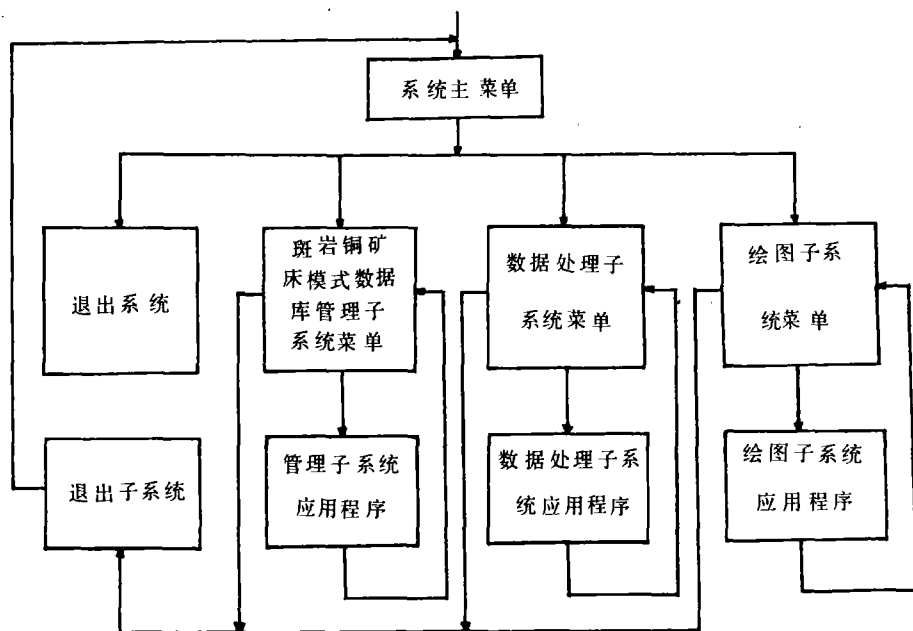 系统主菜单
退出系统
斑岩铜矿
床模式数据
库管理子
系统菜单
数据处理子
系统菜单
绘图子系
统菜单
退出子系统
管理子系统
应用程序
数据处理子系
统应用程序
绘图子系统
应用程序